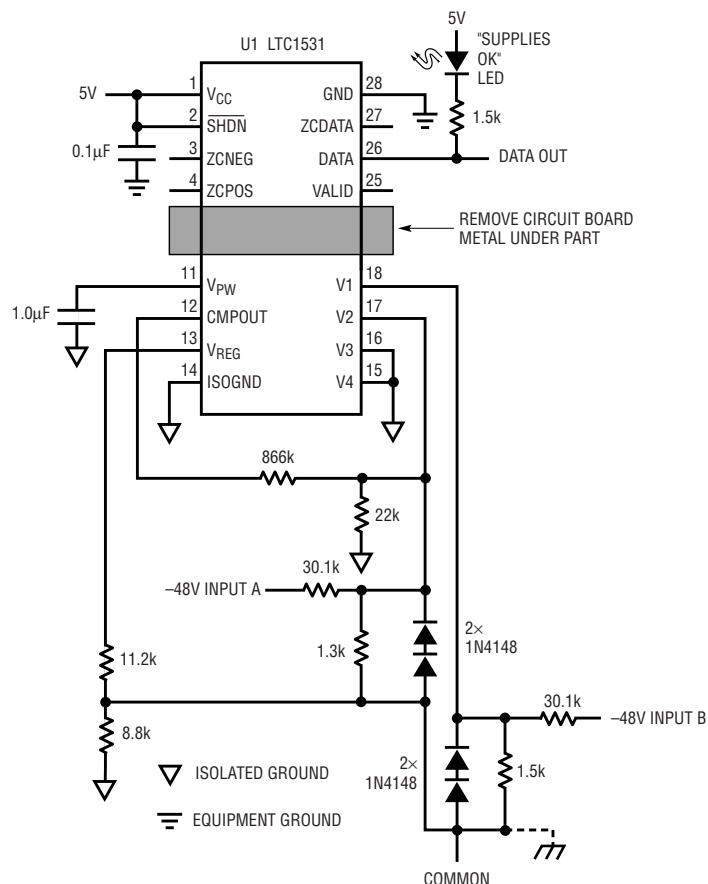 U1 LTC1531
5V
"SUPPLIES
OK"
LED
1.5k
5V
0.1µF
1
VCC
2
SHDN
3
ZCNEG
4
ZCPOS
28
GND
27
ZCDATA
26
DATA
25
VALID
DATA OUT
REMOVE CIRCUIT BOARD
METAL UNDER PART
1.0µF
11
VPW
12
CMPOUT
13
VREG
14
ISOGND
18
V1
17
V2
16
V3
15
V4
866k
22k
–48V INPUT A
30.1k
1.3k
2×
1N4148
11.2k
8.8k
30.1k
–48V INPUT B
2×
1N4148
1.5k
ISOLATED GROUND
EQUIPMENT GROUND
COMMON